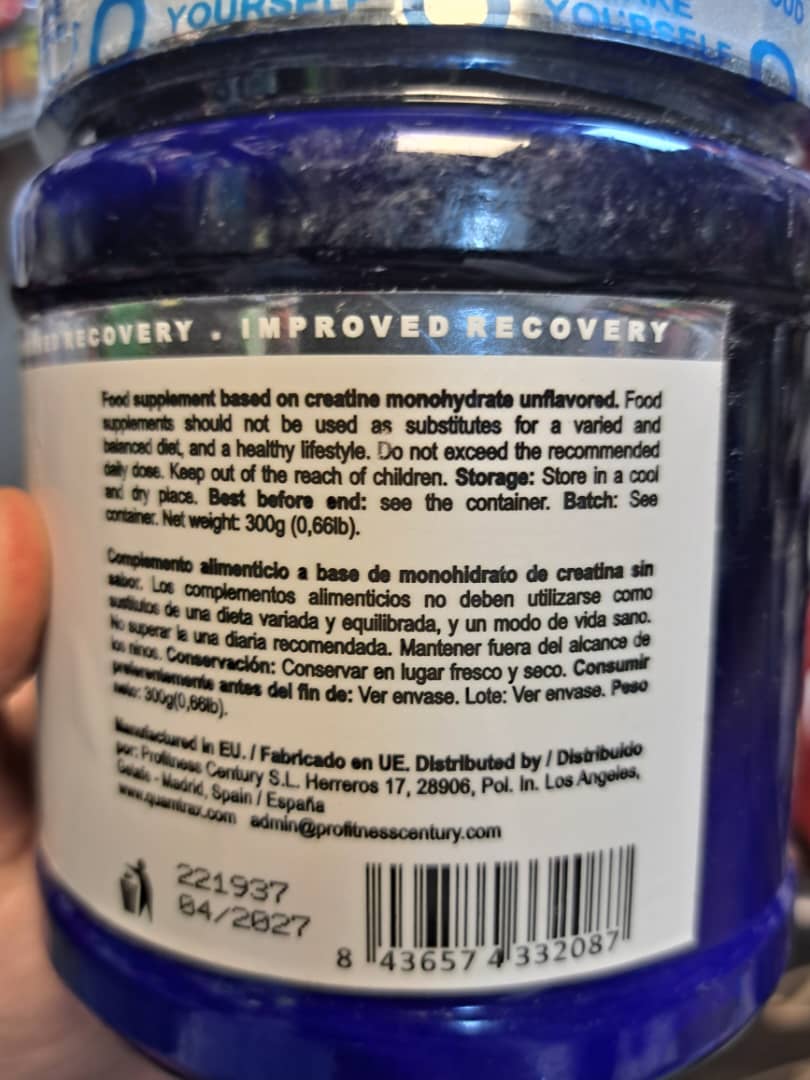 YOURSELF
MAKE
YOURSELF
RECOVERY . IMPROVED RECOVERY
Food supplement based on creatine monohydrate unflavored. Food
supplements should not be used as substitutes for a varied and
balanced diet, and a healthy lifestyle. Do not exceed the recommended
daily dose. Keep out of the reach of children. Storage: Store in a cool
and dry place. Best before end: see the container. Batch: See
container. Net weight: 300g (0,66lb).
Complemento alimenticio a base de monohidrato de creatina sin
sabor. Los complementos alimenticios no deben utilizarse como
sustitutos de una dieta variada y equilibrada, y un modo de vida sano.
No superar la una diaria recomendada. Mantener fuera del alcance de
los ninos. Conservación: Conservar en lugar fresco y seco. Consumir
preferentemente antes del fin de: Ver envase. Lote: Ver envase. Peso
neto: 300g(0,66lb).
Manufactured in EU. / Fabricado en UE. Distributed by / Distribuido
por: Profitness Century S.L. Herreros 17, 28906, Pol. In. Los Angeles,
Getafe - Madrid, Spain / España
www.quamtrax.com admin@profitnesscentury.com
221937
04/2027
8 436574 332087